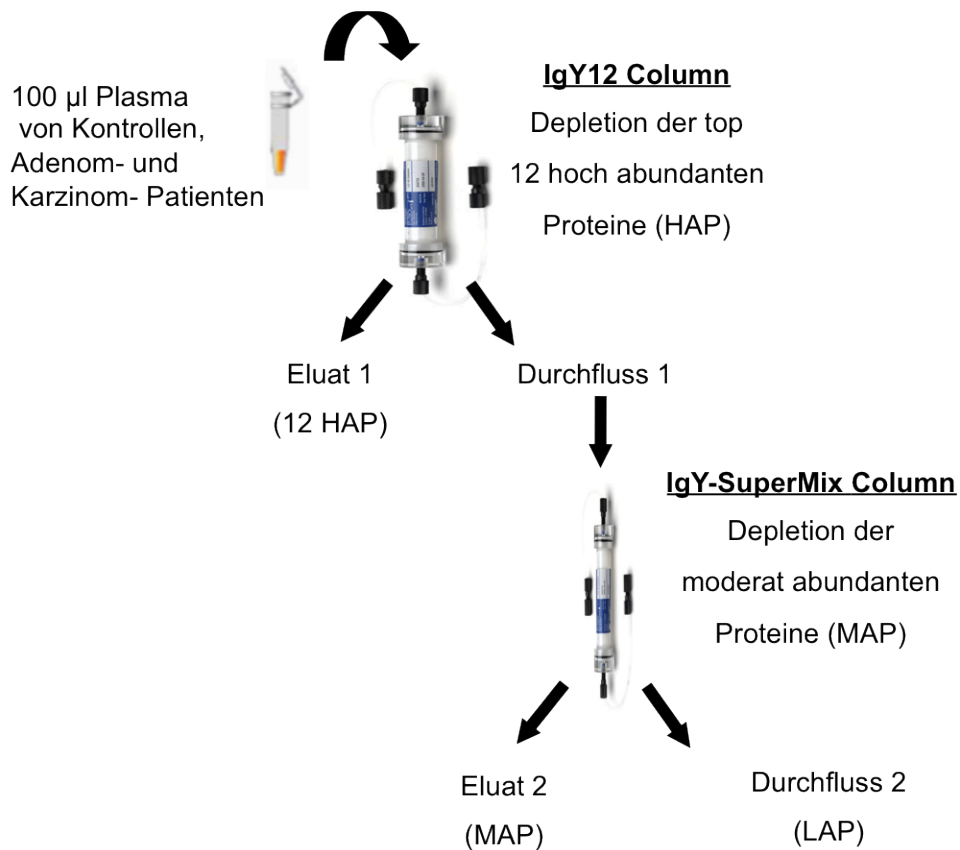 100 µl Plasma
von Kontrollen,
Adenom- und
Karzinom- Patienten
IgY12 Column
Depletion der top
12 hoch abundanten
Proteine (HAP)
Eluat 1
(12 HAP)
Durchfluss 1
IgY-SuperMix Column
Depletion der
moderat abundanten
Proteine (MAP)
Eluat 2
(MAP)
Durchfluss 2
(LAP)